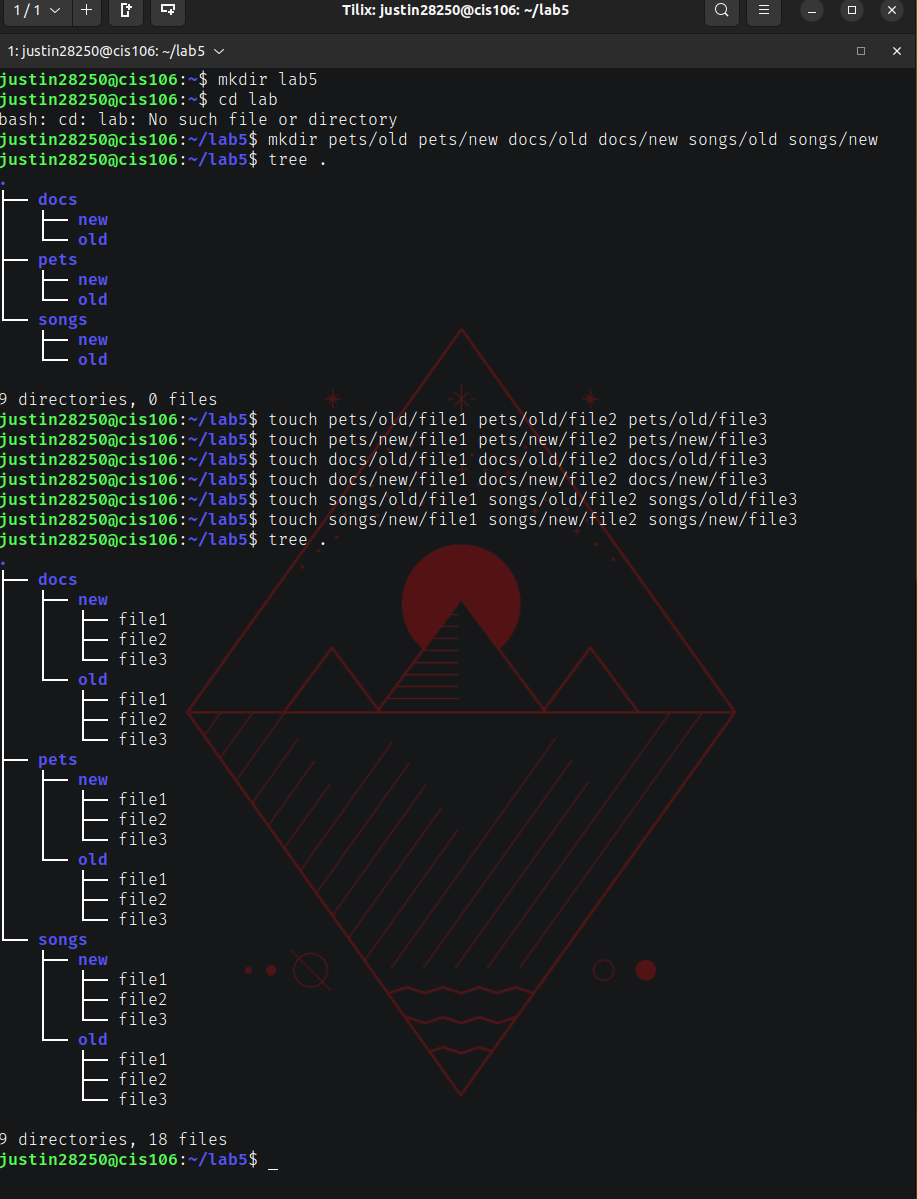 1 / 1
Tilix: justin28250@cis106: ~/lab5
1: justin28250@cis106: ~/lab5
justin28250@cis106:~$ mkdir lab5
justin28250@cis106:~$ cd lab
bash: cd: lab: No such file or directory
justin28250@cis106:~/lab5$ mkdir pets/old pets/new docs/old docs/new songs/old songs/new
justin28250@cis106:~/lab5$ tree .
.
├── docs
│   ├── new
│   └── old
├── pets
│   ├── new
│   └── old
└── songs
    ├── new
    └── old
9 directories, 0 files
justin28250@cis106:~/lab5$ touch pets/old/file1 pets/old/file2 pets/old/file3
justin28250@cis106:~/lab5$ touch pets/new/file1 pets/new/file2 pets/new/file3
justin28250@cis106:~/lab5$ touch docs/old/file1 docs/old/file2 docs/old/file3
justin28250@cis106:~/lab5$ touch docs/new/file1 docs/new/file2 docs/new/file3
justin28250@cis106:~/lab5$ touch songs/old/file1 songs/old/file2 songs/old/file3
justin28250@cis106:~/lab5$ touch songs/new/file1 songs/new/file2 songs/new/file3
justin28250@cis106:~/lab5$ tree .
.
├── docs
│   ├── new
│   │   ├── file1
│   │   ├── file2
│   │   └── file3
│   └── old
│       ├── file1
│       ├── file2
│       └── file3
├── pets
│   ├── new
│   │   ├── file1
│   │   ├── file2
│   │   └── file3
│   └── old
│       ├── file1
│       ├── file2
│       └── file3
└── songs
    ├── new
    │   ├── file1
    │   ├── file2
    │   └── file3
    └── old
        ├── file1
        ├── file2
        └── file3
9 directories, 18 files
justin28250@cis106:~/lab5$ _